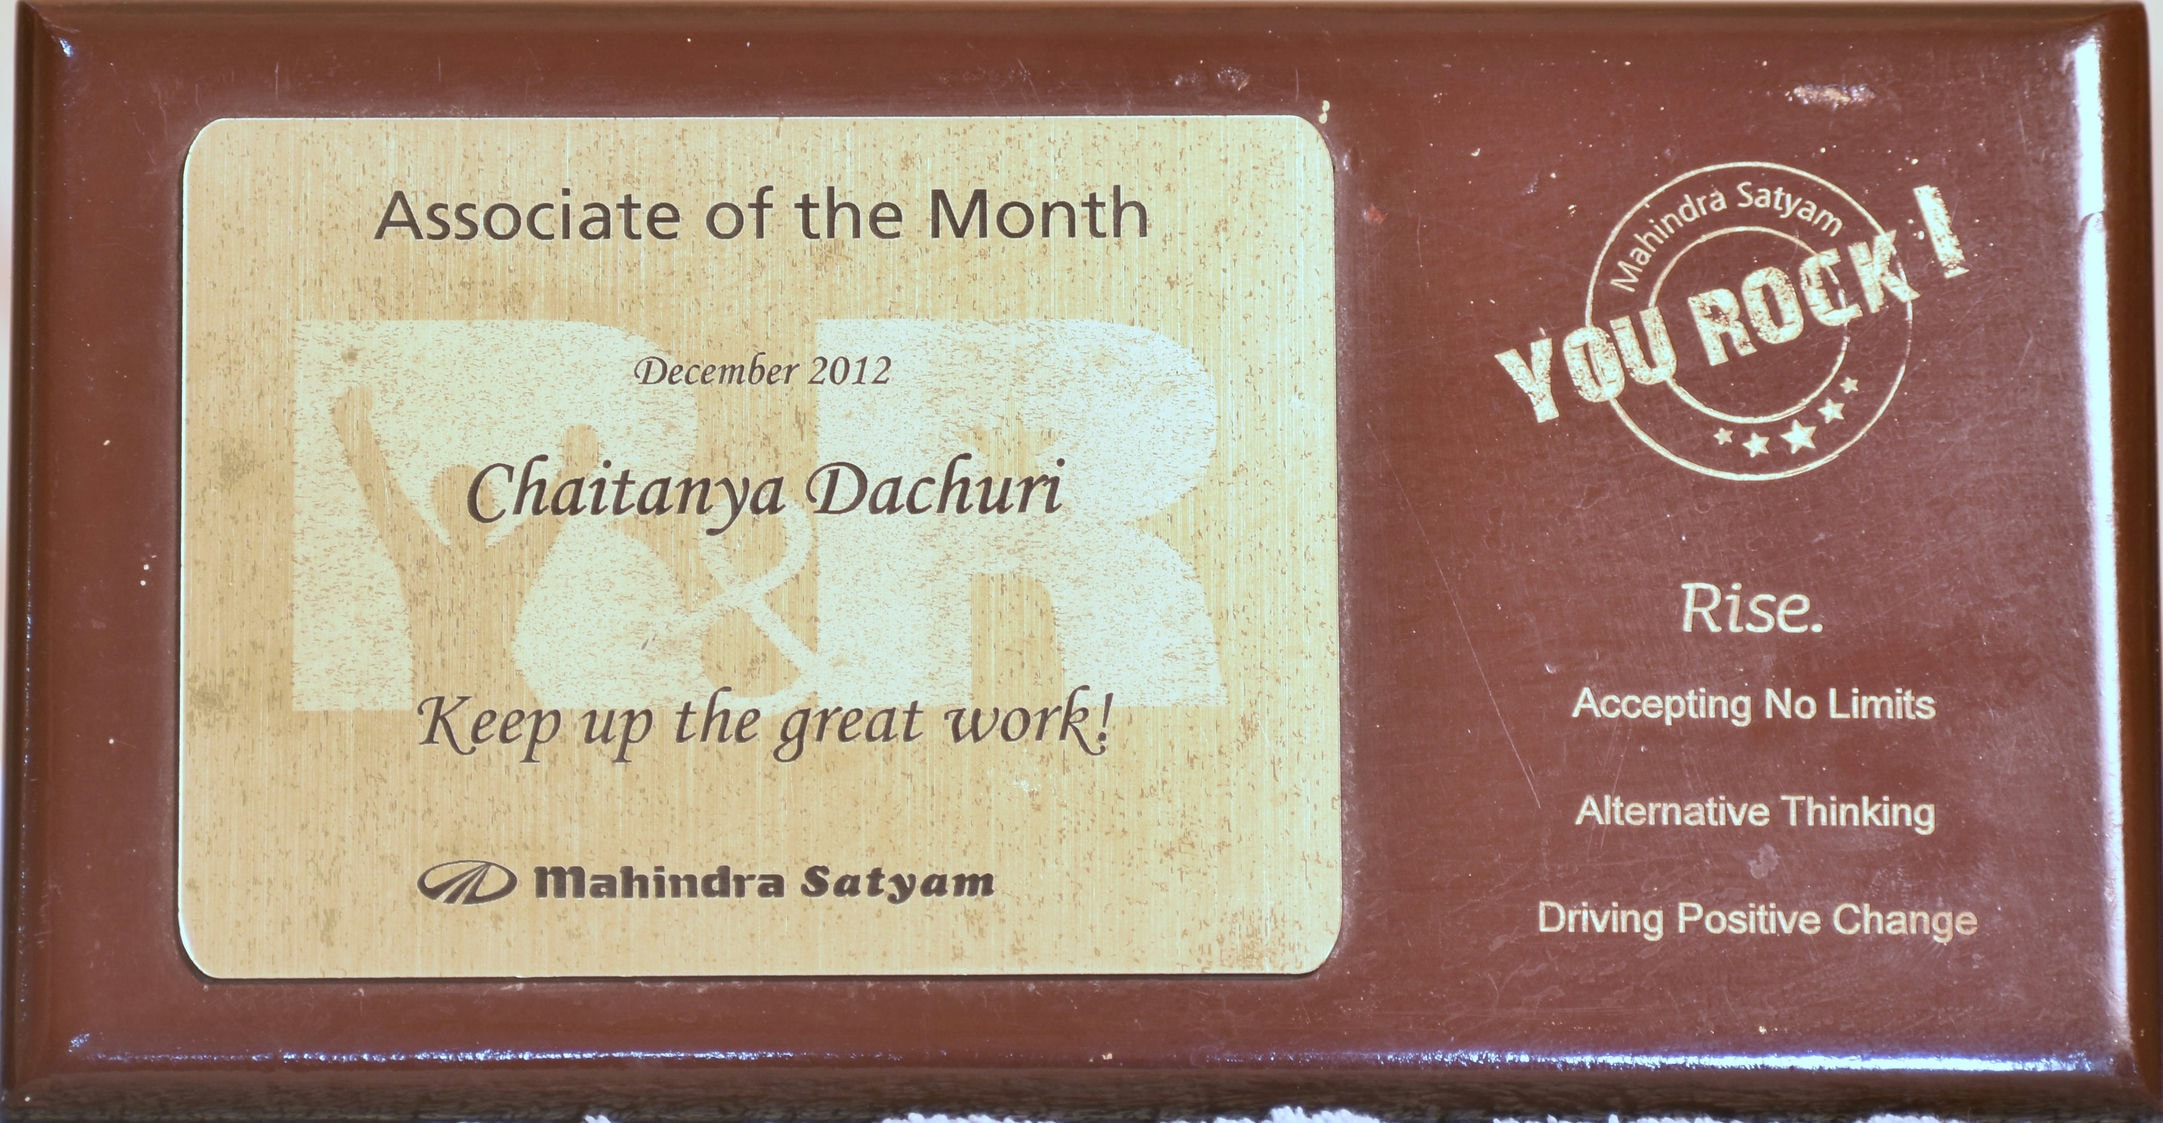 Associate of the Month
December 2012
Chaitanya Dachuri
Keep up the great work!
Mahindra Satyam
R&R
Mahindra Satyam
YOU ROCK!
Rise.
Accepting No Limits
Alternative Thinking
Driving Positive Change